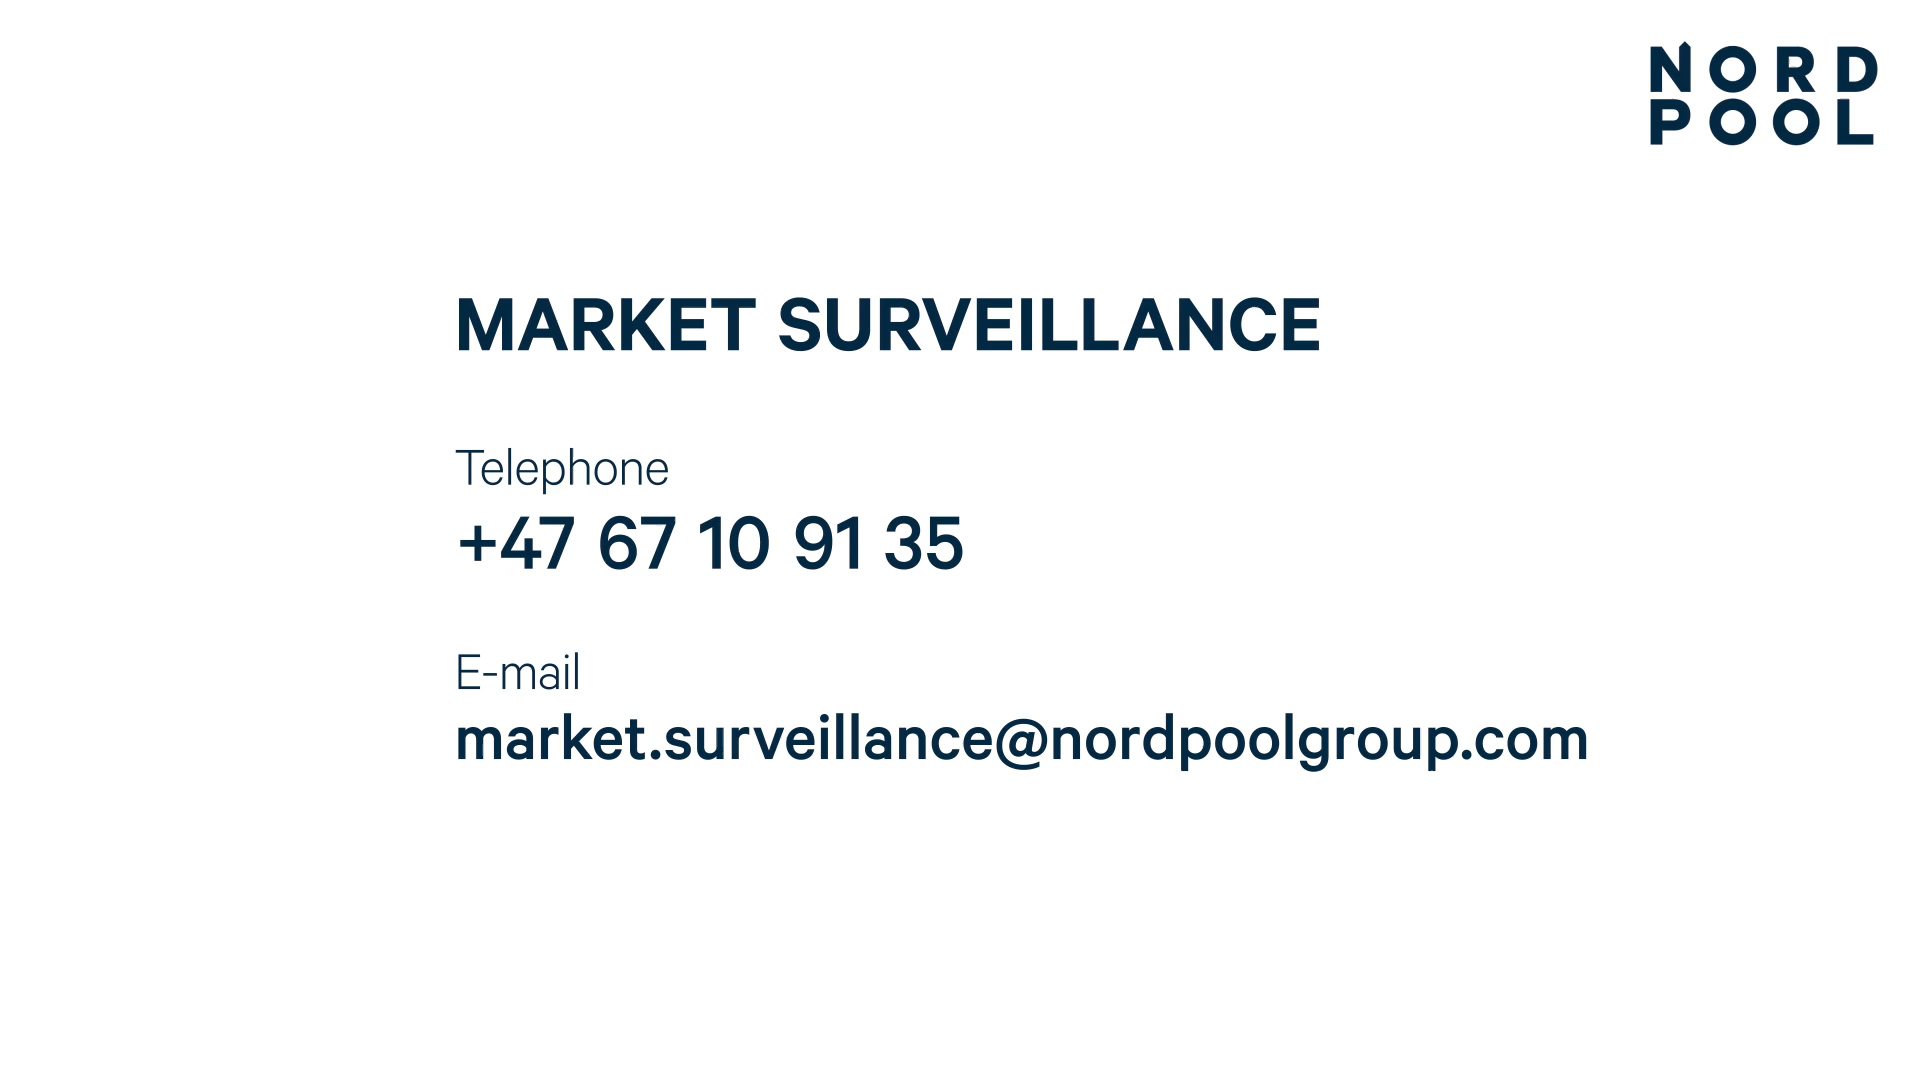 NORD
POOL
MARKET SURVEILLANCE
Telephone
+47 67 10 91 35
E-mail
market.surveillance@nordpoolgroup.com